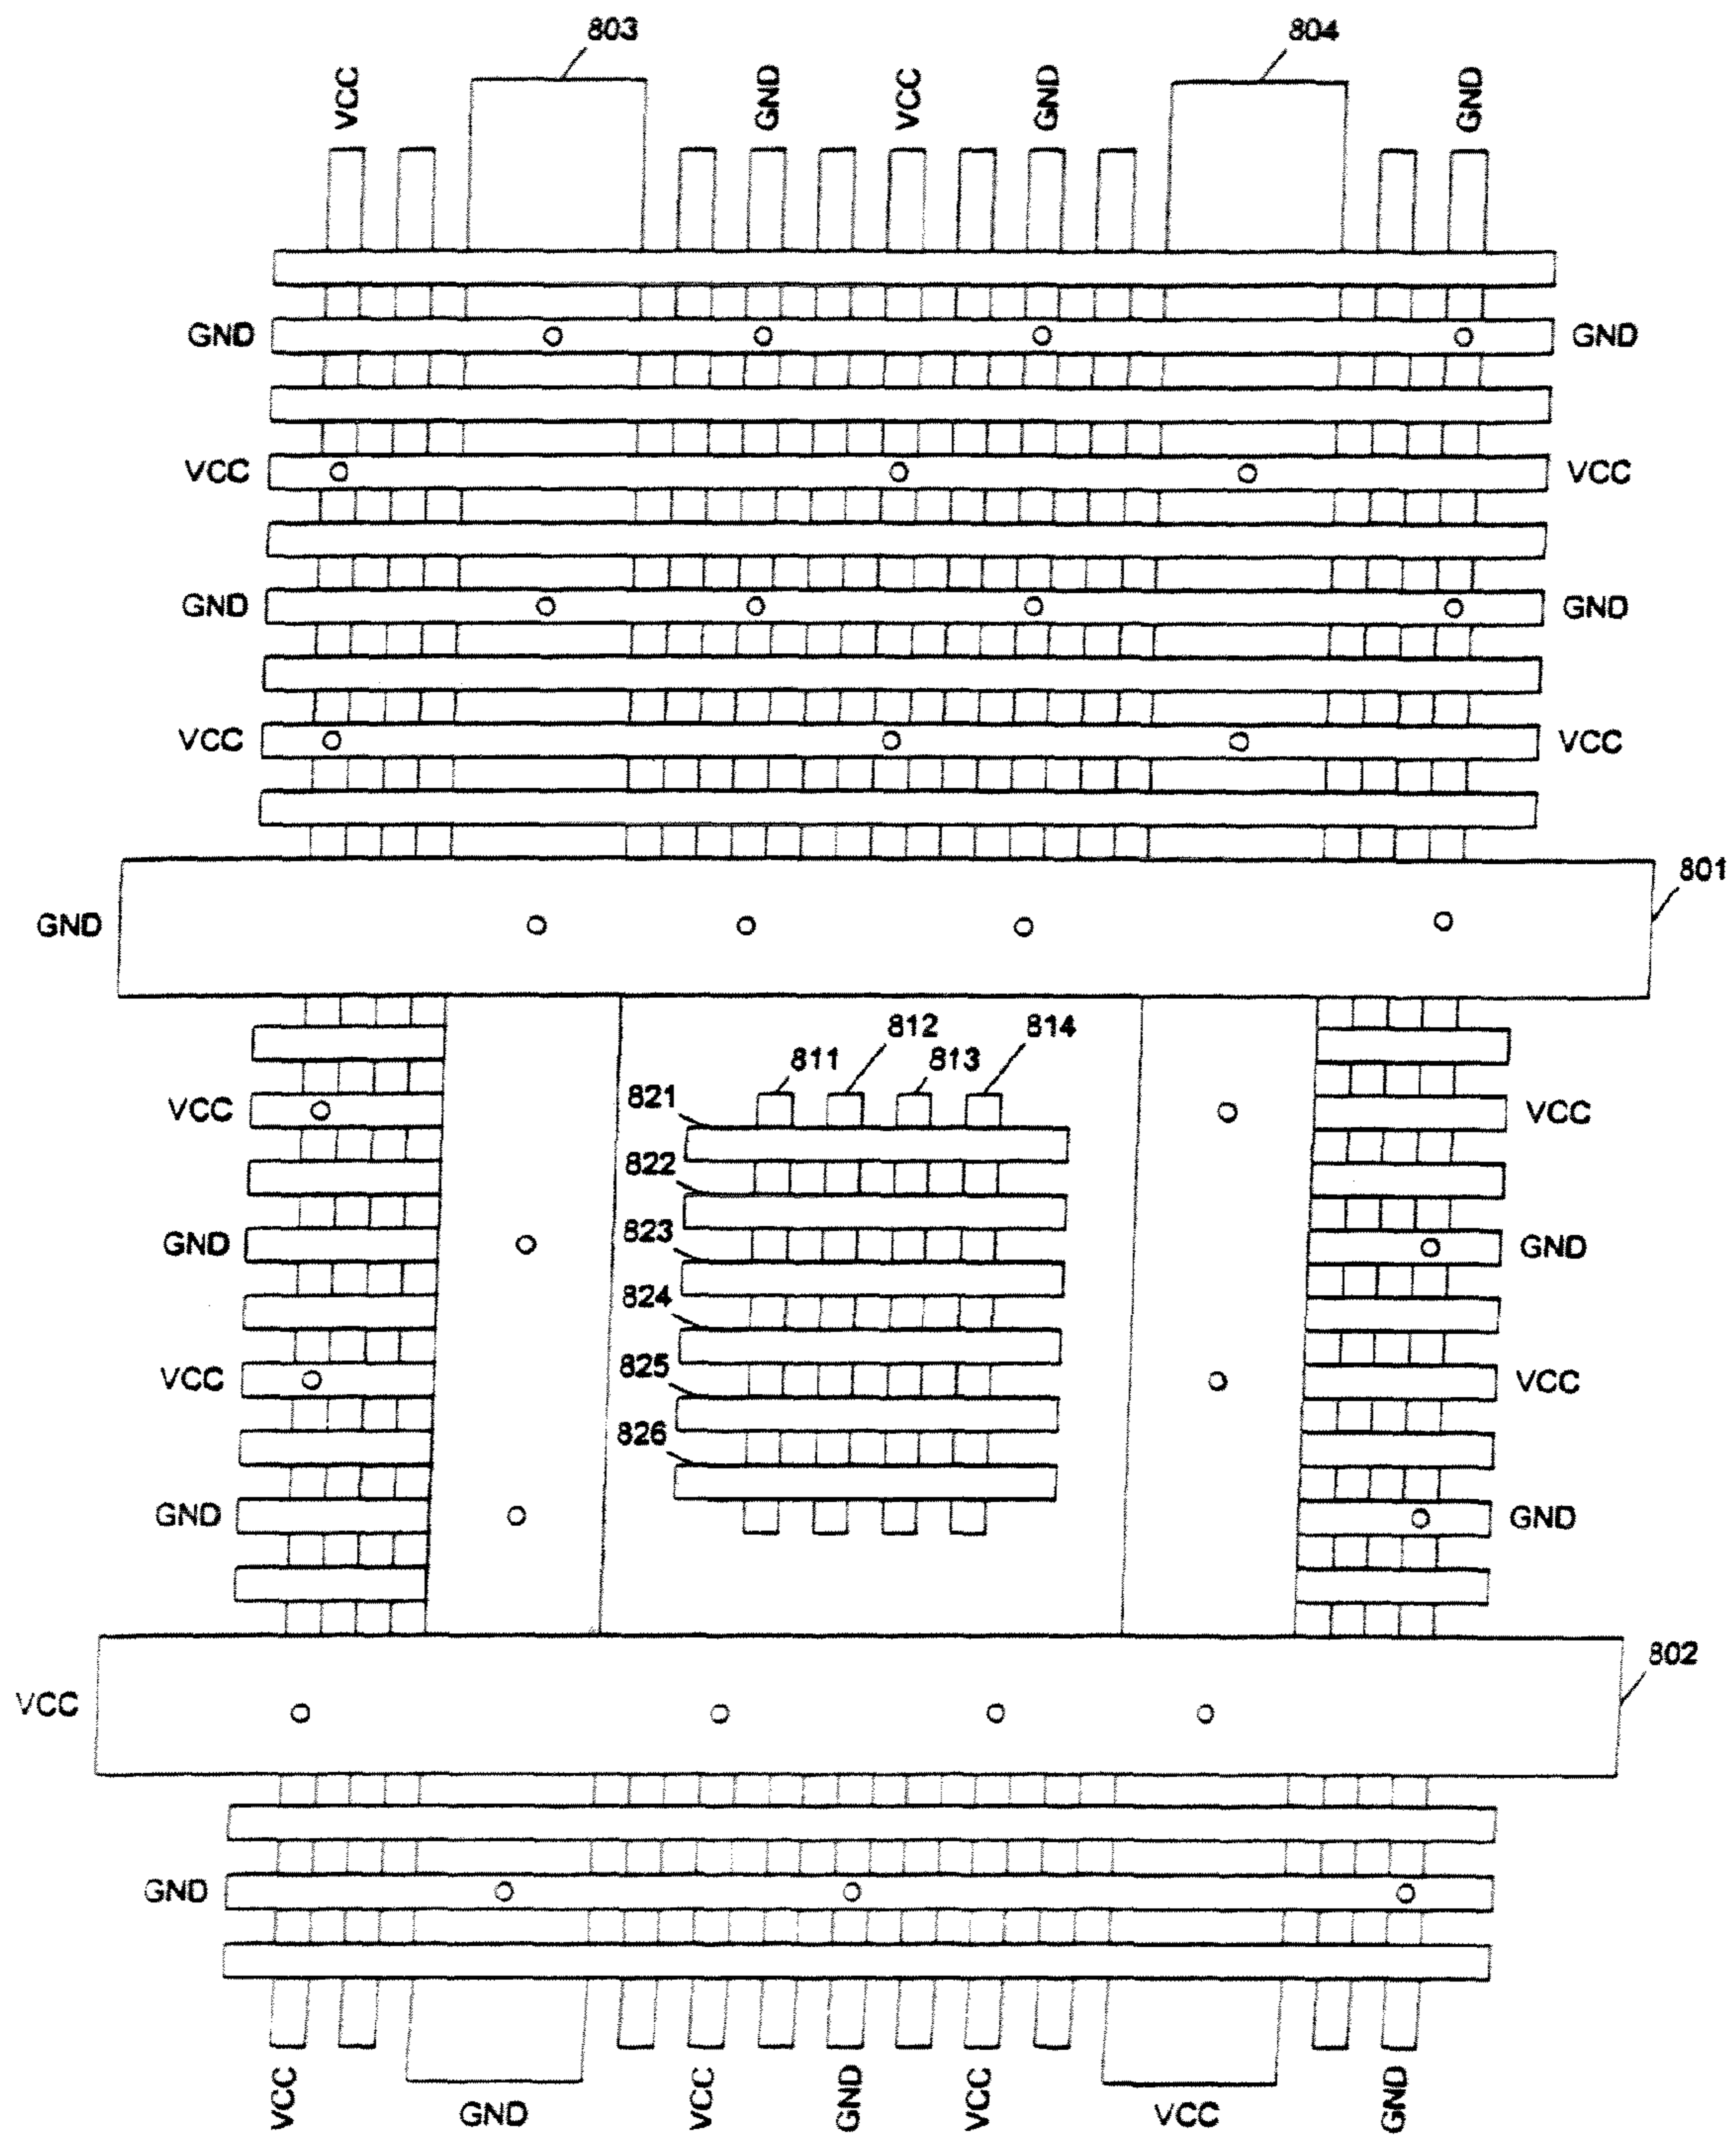 803
804
VCC
GND
VCC
GND
GND
GND
GND
VCC
VCC
GND
GND
VCC
VCC
801
GND
812
814
811
813
821
VCC
VCC
822
823
GND
GND
824
825
VCC
VCC
826
GND
GND
802
VCC
GND
VCC
GND
VCC
GND
VCC
VCC
GND